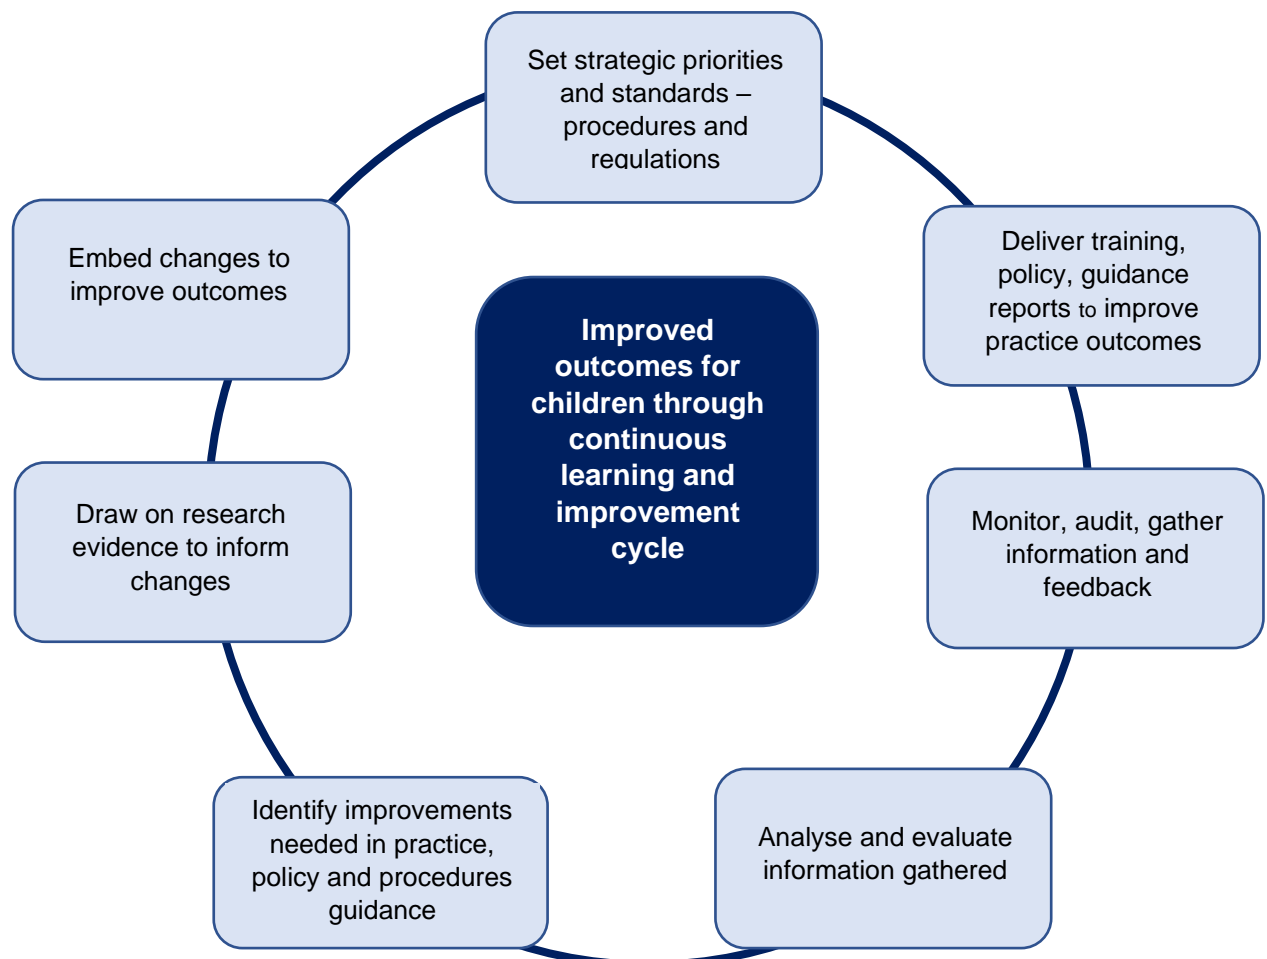 Set strategic priorities
and standards –
procedures and
regulations
Deliver training,
policy, guidance
reports to improve
practice outcomes
Monitor, audit, gather
information and
feedback
Analyse and evaluate
information gathered
Identify improvements
needed in practice,
policy and procedures
guidance
Draw on research
evidence to inform
changes
Embed changes to
improve outcomes
Improved
outcomes for
children through
continuous
learning and
improvement
cycle